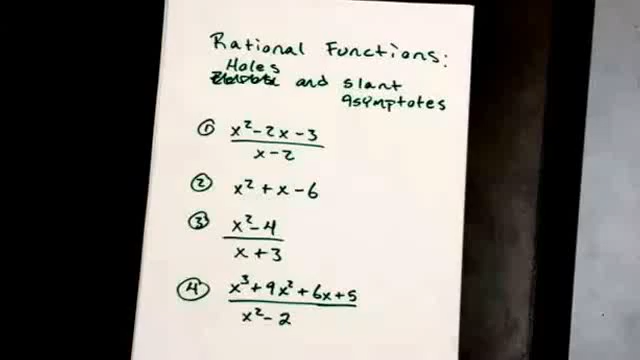 Rational Functions:
Holes
and slant
asymptotes
① x² - 2x - 3
x - 2
② x² + x - 6
③ x² - 4
x + 3
④ x³ + 9x² + 6x + 5
x² - 2